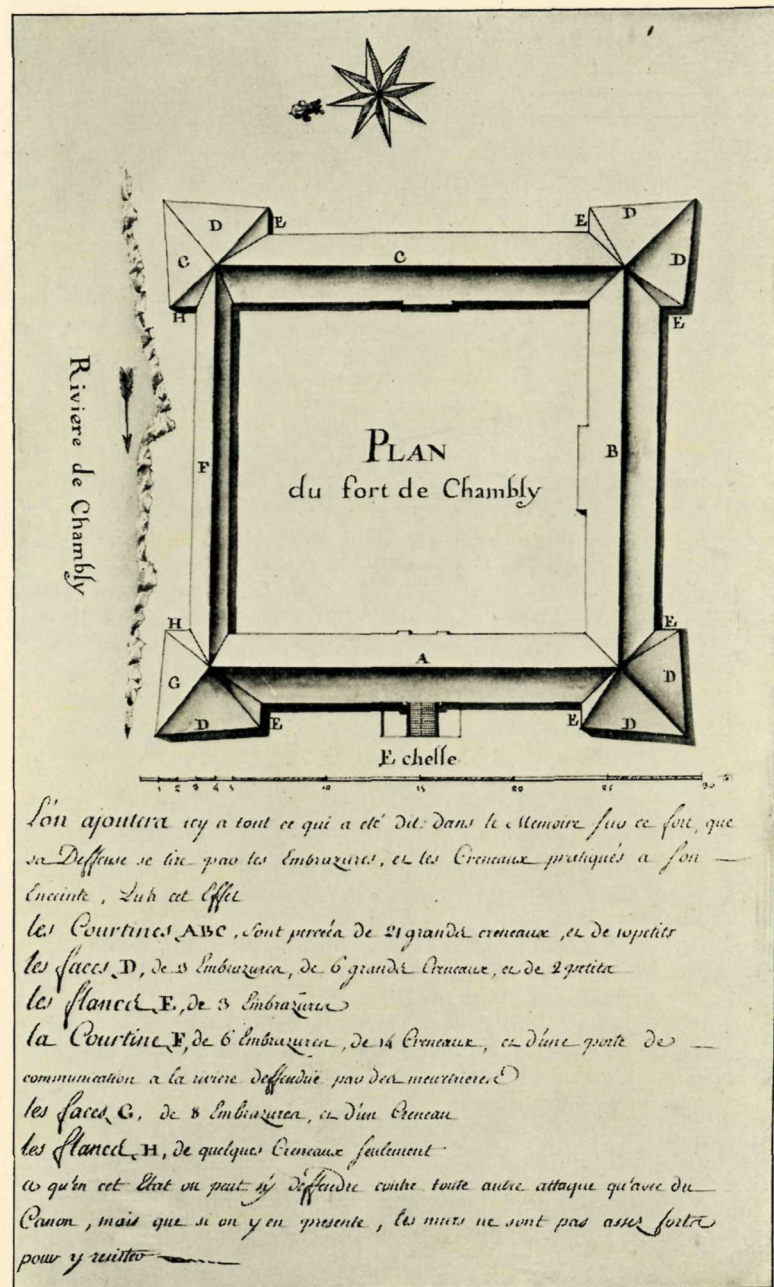 D
E
E
D
C
C
D
H
E
Riviere de Chambly
PLAN
du fort de Chambly
F
B
H
E
A
G
D
D
E
E
D
Echelle
1 2 3 4 5 10 15 20 25 30
L'on ajoutera icy a tout ce qui a eté dit dans le Memoire sur ce fort, que
sa Deffense se tire par les Embrazures, et les Creneaux pratiqués a son
Enceinte, cet Effet
les Courtines ABC, sont percéés de 21 grands creneaux, et de 10 petits
les faces D, de Embrazures, de 6 grands Creneaux, et de 2 petits
les flancs E, de 3 Embrazures
la Courtine F, de 6 Embrazures, de 14 Creneaux, et d'une porte de
communication a la riviere deffendüe par des meurtrieres
les faces G, de 8 Embrazures, et d'un Creneau
les flancs H, de quelques Creneaux seulement
qu'en cet Etat on peut s'y deffendre contre toute autre attaque qu'avec du
Canon, mais que si on y en presente, les murs ne sont pas assez forts
pour y resister